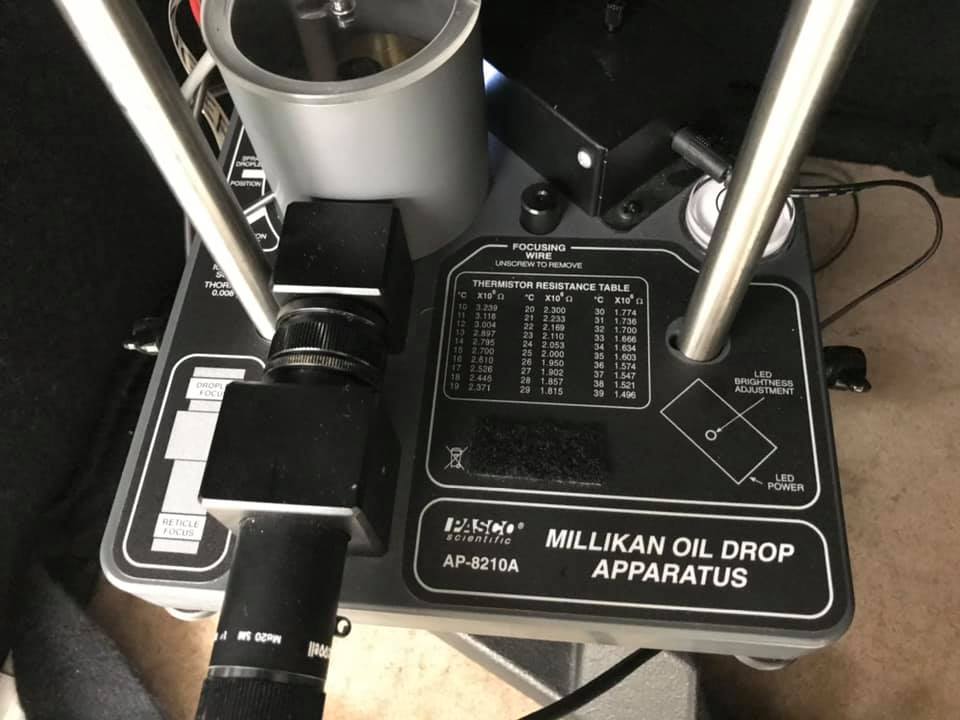 POSITION
FOCUSING
WIRE
UNSCREW TO REMOVE
THERMISTOR RESISTANCE TABLE
°C X10⁶ Ω °C X10⁶ Ω °C X10⁶ Ω
10 3.239 20 2.300 30 1.774
11 3.118 21 2.233 31 1.736
12 3.004 22 2.169 32 1.700
13 2.897 23 2.110 33 1.666
14 2.795 24 2.053 34 1.634
15 2.700 25 2.000 35 1.603
16 2.610 26 1.950 36 1.574
17 2.526 27 1.902 37 1.547
18 2.446 28 1.857 38 1.521
19 2.371 29 1.815 39 1.496
LED
BRIGHTNESS
ADJUSTMENT
LED
POWER
RETICLE
FOCUS
PASCO®
scientific
AP-8210A
MILLIKAN OIL DROP
APPARATUS